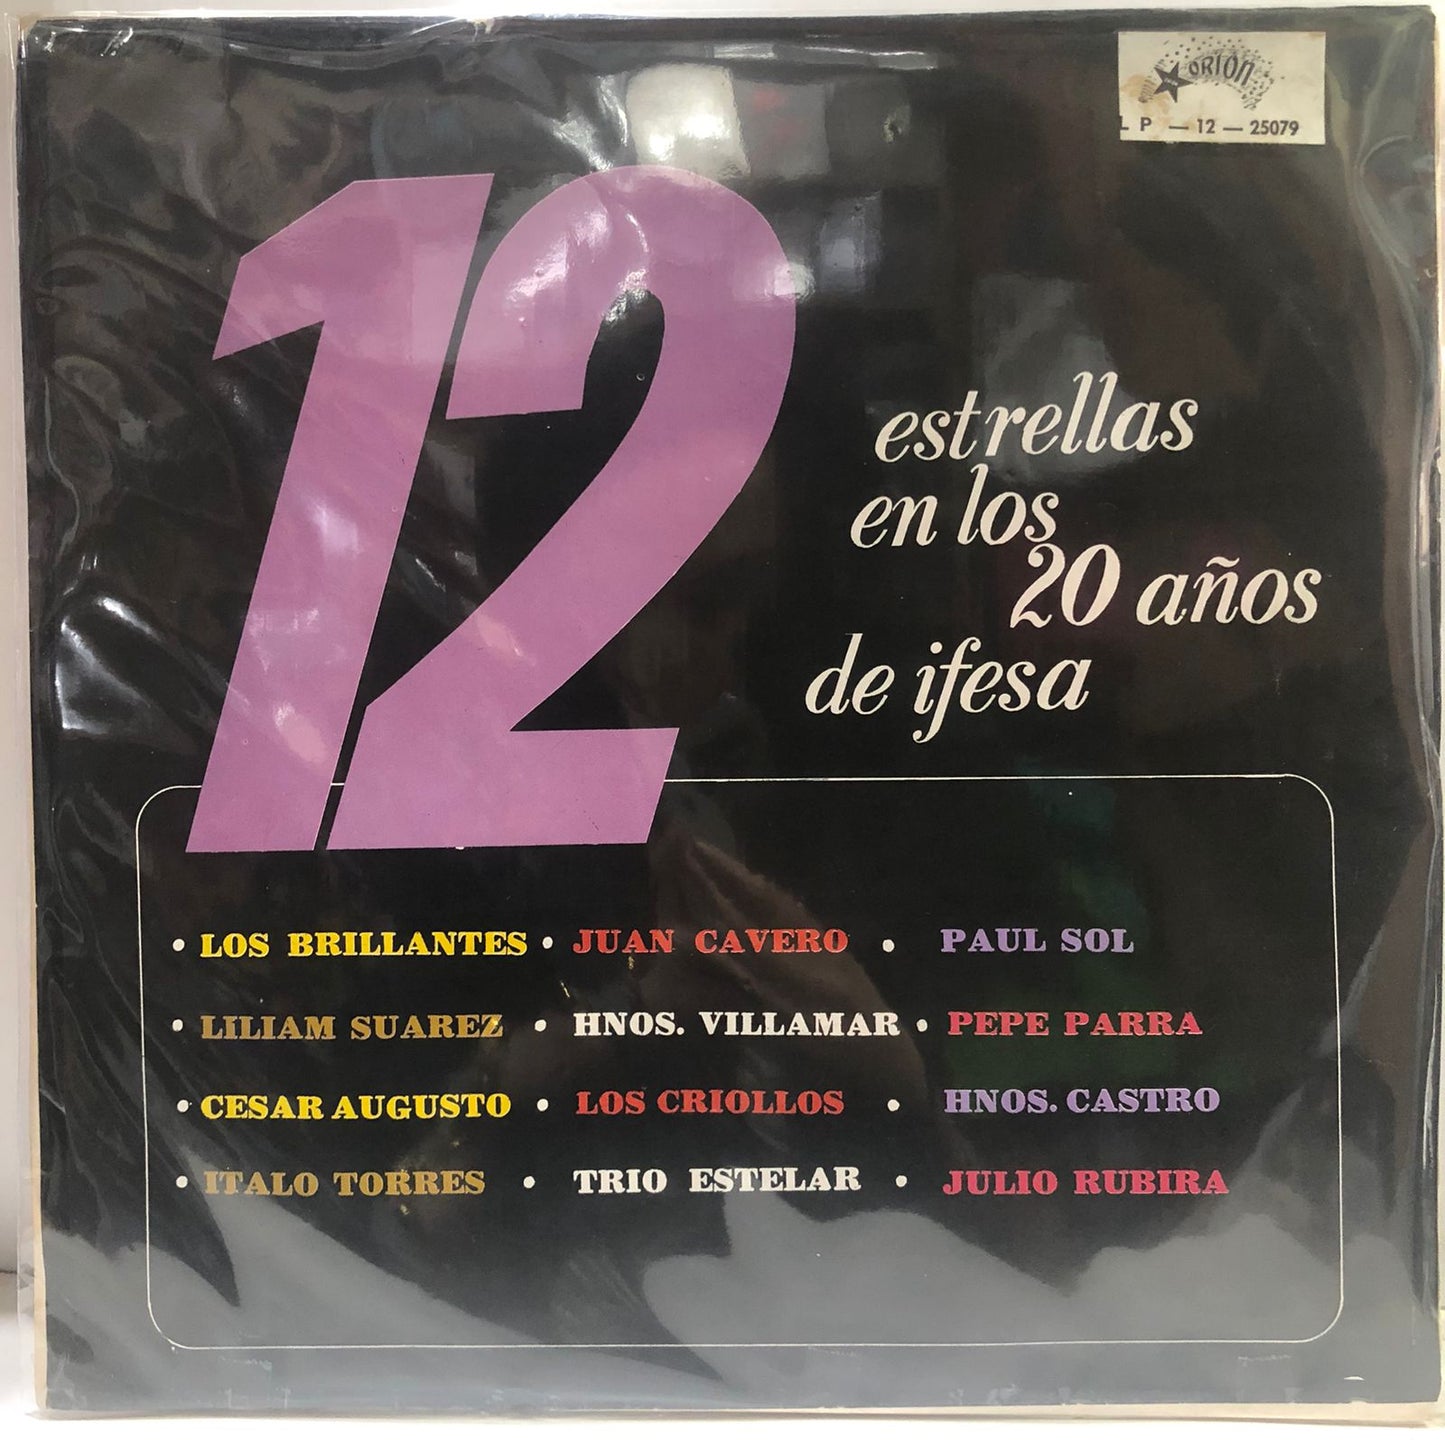 ORION
LP — 12 — 25079
12
estrellas
en los
20 años
de ifesa
• LOS BRILLANTES • JUAN CAVERO • PAUL SOL
• LILIAM SUAREZ • HNOS. VILLAMAR • PEPE PARRA
• CESAR AUGUSTO • LOS CRIOLLOS • HNOS. CASTRO
• ITALO TORRES • TRIO ESTELAR • JULIO RUBIRA